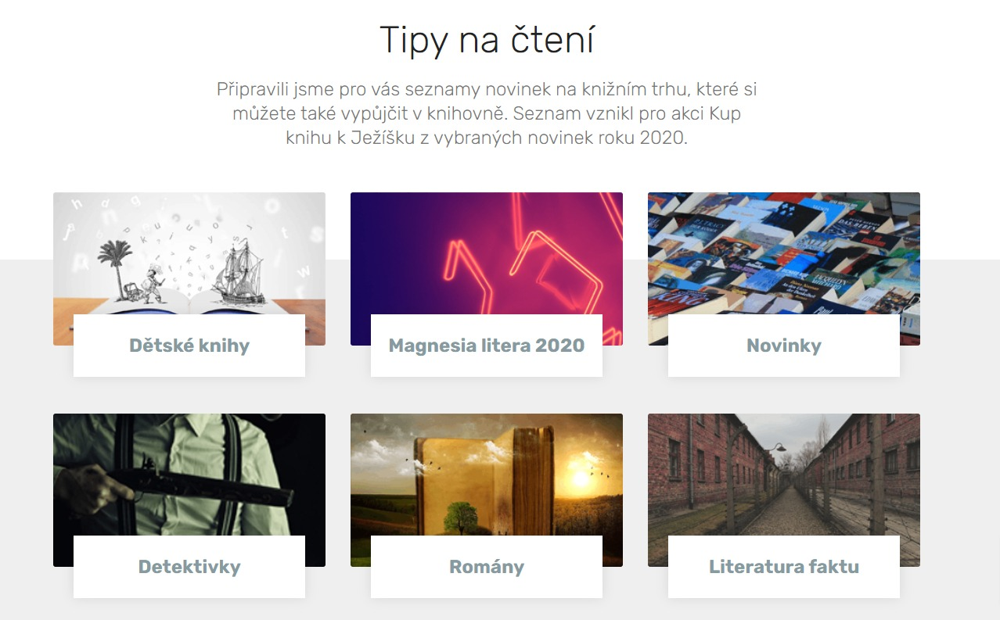 Tipy na čtení
Připravili jsme pro vás seznamy novinek na knižním trhu, které si
můžete také vypůjčit v knihovně. Seznam vznikl pro akci Kup
knihu k Ježíšku z vybraných novinek roku 2020.
Dětské knihy
Magnesia litera 2020
Novinky
Detektivky
Romány
Literatura faktu